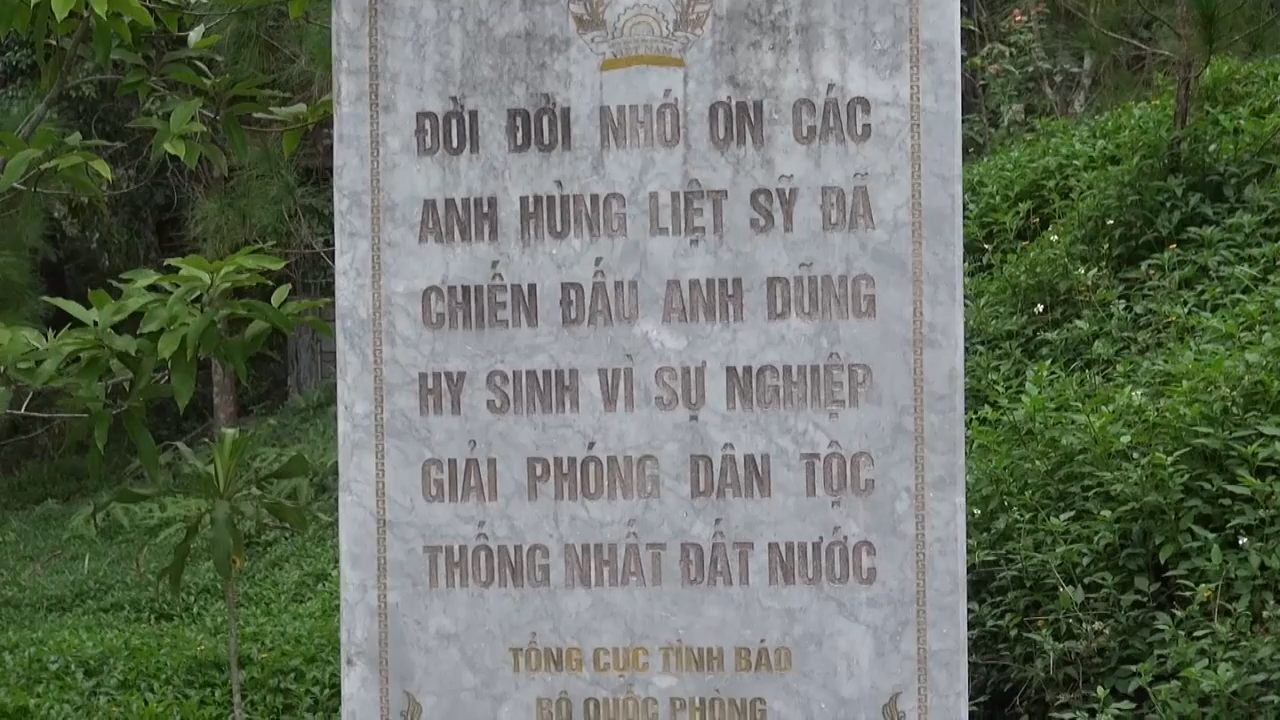 VIỆT NAM
ĐỜI ĐỜI NHỚ ƠN CÁC
ANH HÙNG LIỆT SỸ ĐÃ
CHIẾN ĐẤU ANH DŨNG
HY SINH VÌ SỰ NGHIỆP
GIẢI PHÓNG DÂN TỘC
THỐNG NHẤT ĐẤT NƯỚC
TỔNG CỤC TÌNH BÁO
BỘ QUỐC PHÒNG